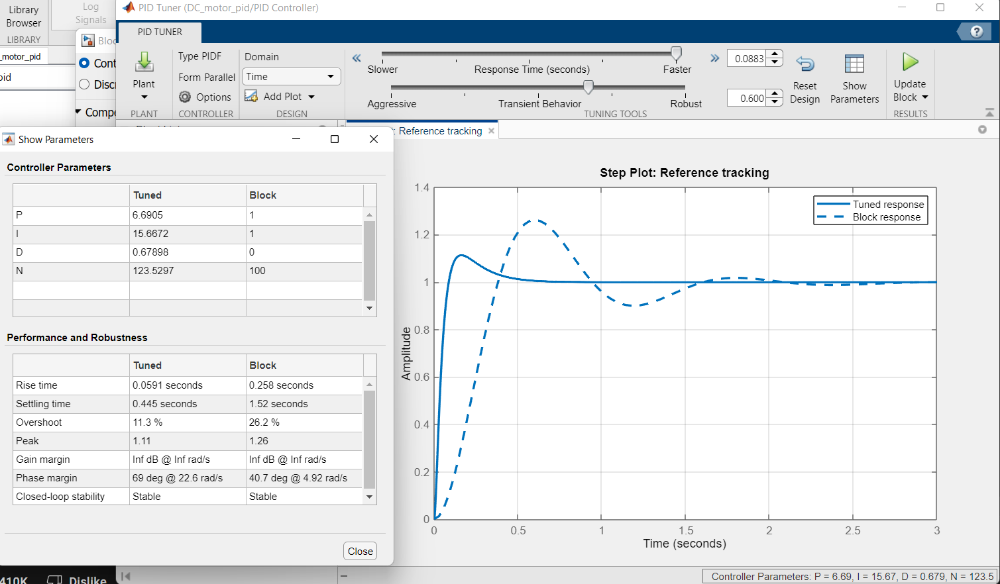 Library
Browser
LIBRARY
Log
Signals
_motor_pid
pid
Bloc
Cont
Discr
Compe
PID Tuner (DC_motor_pid/PID Controller)
PID TUNER
?
Plant
PLANT
Type PIDF
Form Parallel
Options
CONTROLLER
Domain
Time
Add Plot
DESIGN
Slower
Response Time (seconds)
Faster
0.0883
Aggressive
Transient Behavior
Robust
0.600
TUNING TOOLS
Reset
Design
Show
Parameters
Update
Block
RESULTS
: Reference tracking
Show Parameters
Controller Parameters
Tuned Block
P 6.6905 1
I 15.6672 1
D 0.67898 0
N 123.5297 100
Performance and Robustness
Tuned Block
Rise time 0.0591 seconds 0.258 seconds
Settling time 0.445 seconds 1.52 seconds
Overshoot 11.3 % 26.2 %
Peak 1.11 1.26
Gain margin Inf dB @ Inf rad/s Inf dB @ Inf rad/s
Phase margin 69 deg @ 22.6 rad/s 40.7 deg @ 4.92 rad/s
Closed-loop stability Stable Stable
Close
Step Plot: Reference tracking
Tuned response
Block response
Amplitude
1.4
1.2
1
0.8
0.6
0.4
0.2
0
0 0.5 1 1.5 2 2.5 3
Time (seconds)
410K Dislike
Controller Parameters: P = 6.69, I = 15.67, D = 0.679, N = 123.5